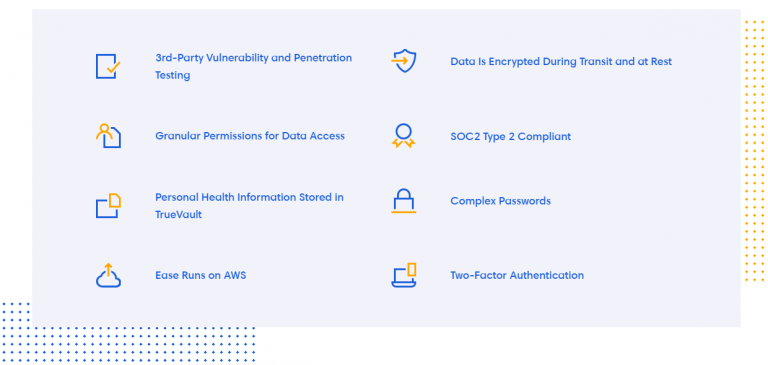 3rd-Party Vulnerability and Penetration
Testing
Data Is Encrypted During Transit and at Rest
Granular Permissions for Data Access
SOC2 Type 2 Compliant
Personal Health Information Stored in
TrueVault
Complex Passwords
Ease Runs on AWS
Two-Factor Authentication